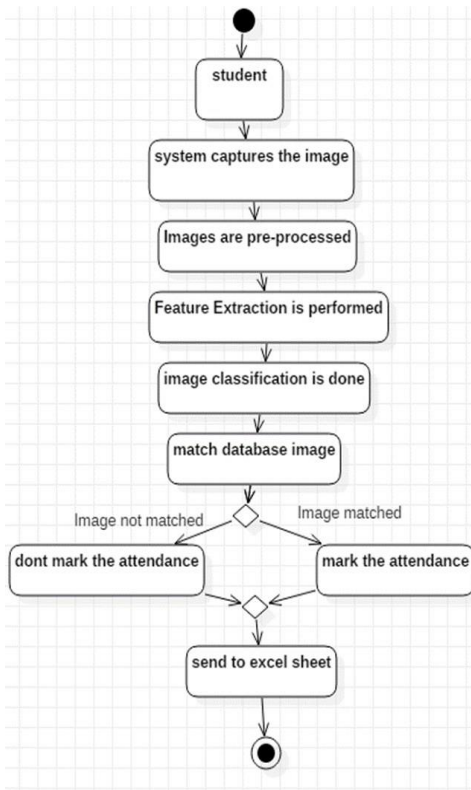 student
system captures the image
Images are pre-processed
Feature Extraction is performed
image classification is done
match database image
Image not matched
Image matched
dont mark the attendance
mark the attendance
send to excel sheet